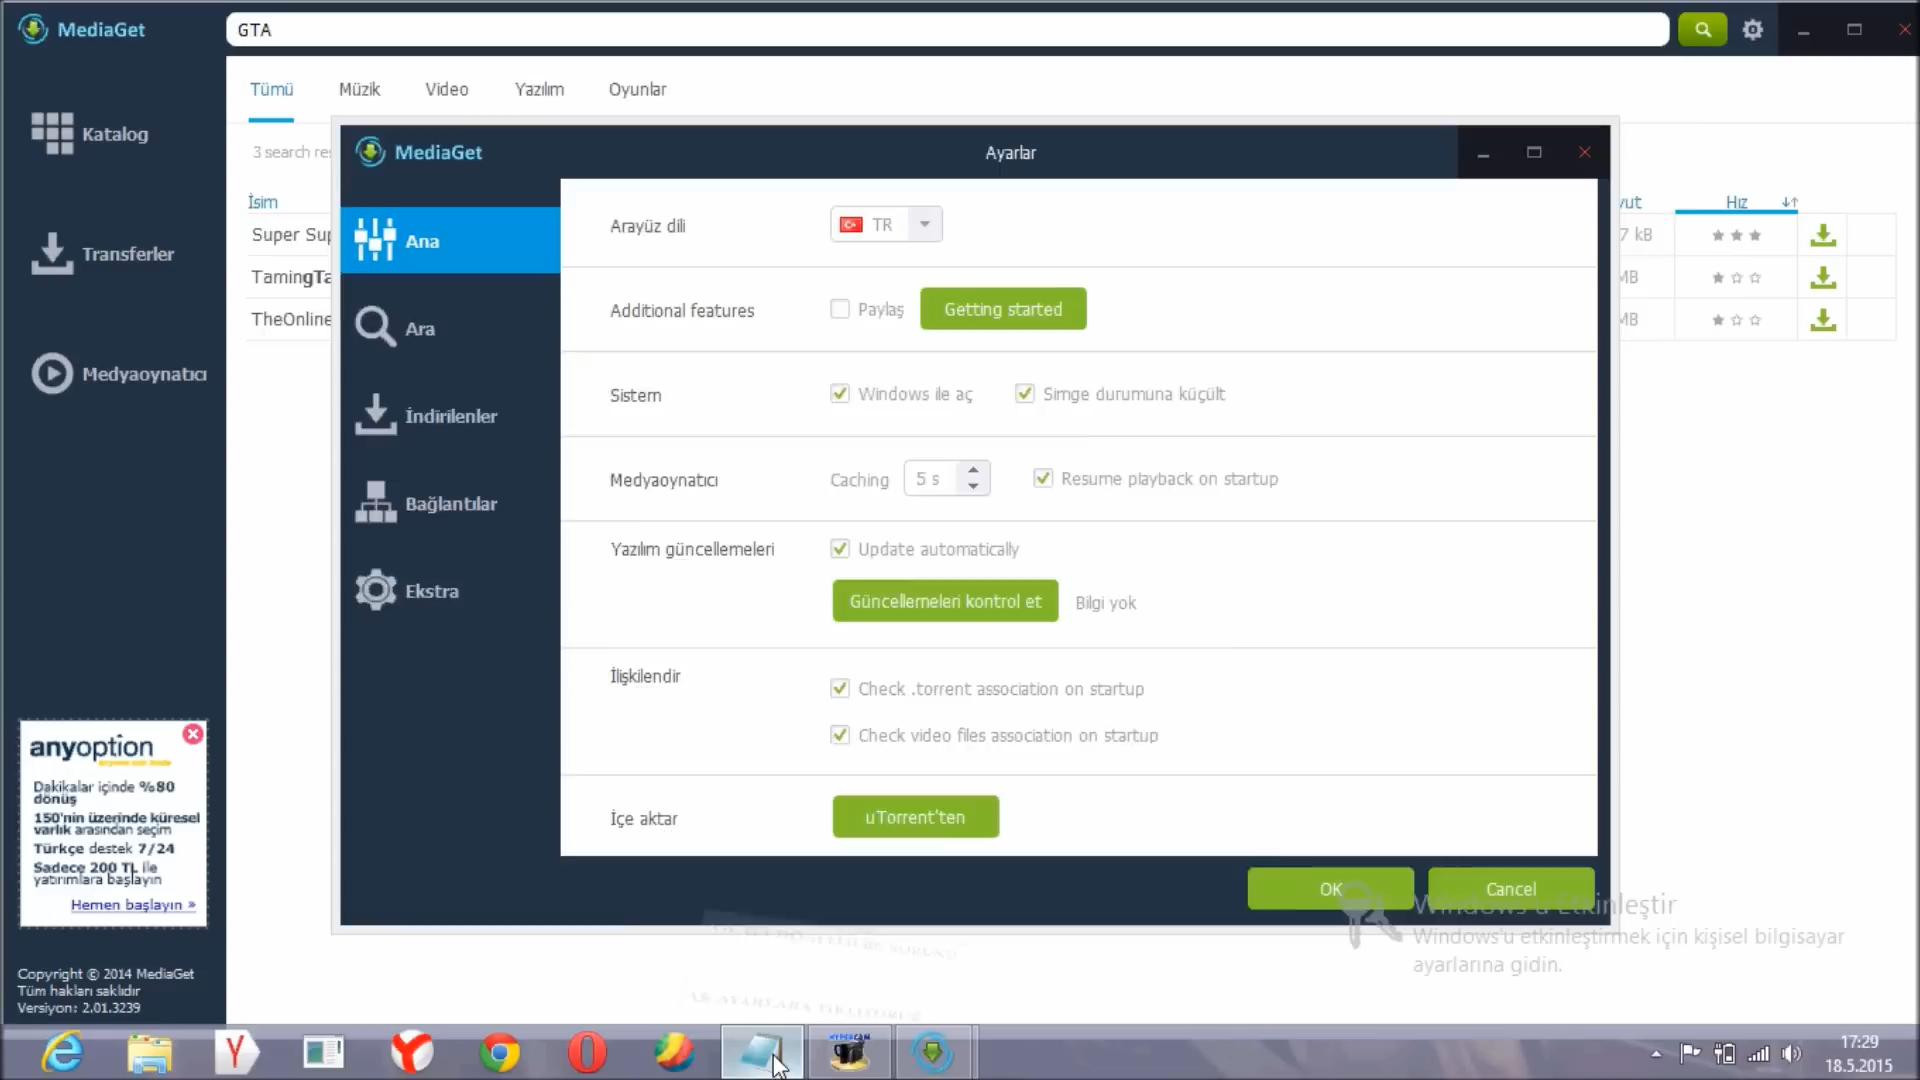 MediaGet
GTA
Tümü
Müzik
Video
Yazılım
Oyunlar
Katalog
Transferler
Medyaoynatıcı
3 search
İsim
Super
TheOnline
Hız
kB
MB
MB
MediaGet
Ayarlar
Ana
Ara
İndirilenler
Bağlantılar
Ekstra
Arayüz dili
TR
Additional features
Paylaş
Getting started
Sistem
Windows ile aç
Simge durumuna küçült
Medyaoynatıcı
Caching
5 s
Resume playback on startup
Yazılım güncellemeleri
Update automatically
Güncellemeleri kontrol et
Bilgi yok
İlişkilendir
Check .torrent association on startup
Check video files association on startup
İçe aktar
uTorrent'ten
OK
Cancel
Windows'u Etkinleştir
Windows'u etkinleştirmek için kişisel bilgisayar
ayarlarına gidin.
anyoption
Dakikalar içinde %80
dönüş
150'nin üzerinde küresel
varlık arasından seçim
Türkçe destek 7/24
Sadece 200 TL ile
yatırımlara başlayın
Hemen başlayın »
Copyright © 2014 MediaGet
Tüm hakları saklıdır
Versiyon: 2.01.3239
HYPERCAM
17:29
18.5.2015